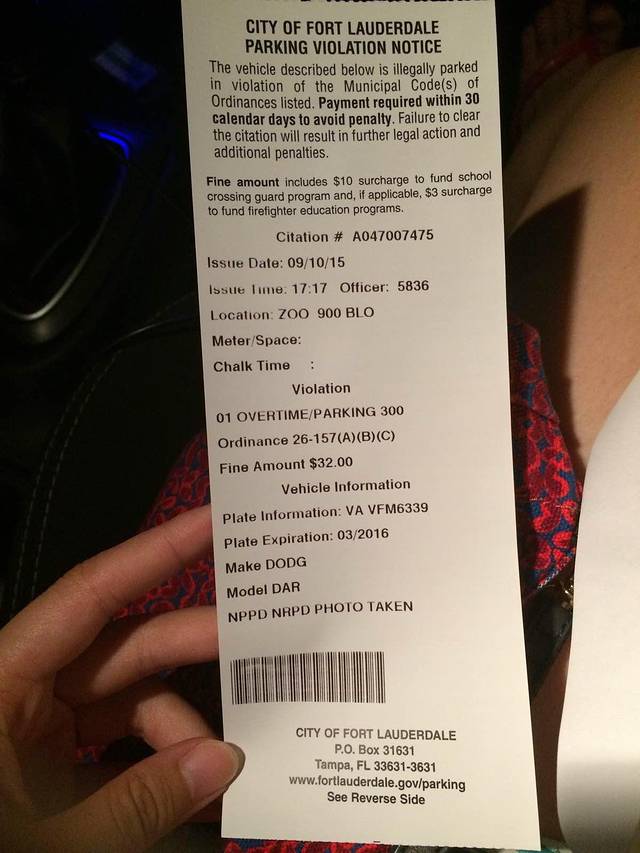 CITY OF FORT LAUDERDALE
PARKING VIOLATION NOTICE
The vehicle described below is illegally parked
in violation of the Municipal Code(s) of
Ordinances listed. Payment required within 30
calendar days to avoid penalty. Failure to clear
the citation will result in further legal action and
additional penalties.
Fine amount includes $10 surcharge to fund school
crossing guard program and, if applicable, $3 surcharge
to fund firefighter education programs.
Citation # A047007475
Issue Date: 09/10/15
Issue Time: 17:17 Officer: 5836
Location: ZOO 900 BLO
Meter/Space:
Chalk Time :
Violation
01 OVERTIME/PARKING 300
Ordinance 26-157(A)(B)(C)
Fine Amount $32.00
Vehicle Information
Plate Information: VA VFM6339
Plate Expiration: 03/2016
Make DODG
Model DAR
NPPD NRPD PHOTO TAKEN
CITY OF FORT LAUDERDALE
P.O. Box 31631
Tampa, FL 33631-3631
www.fortlauderdale.gov/parking
See Reverse Side